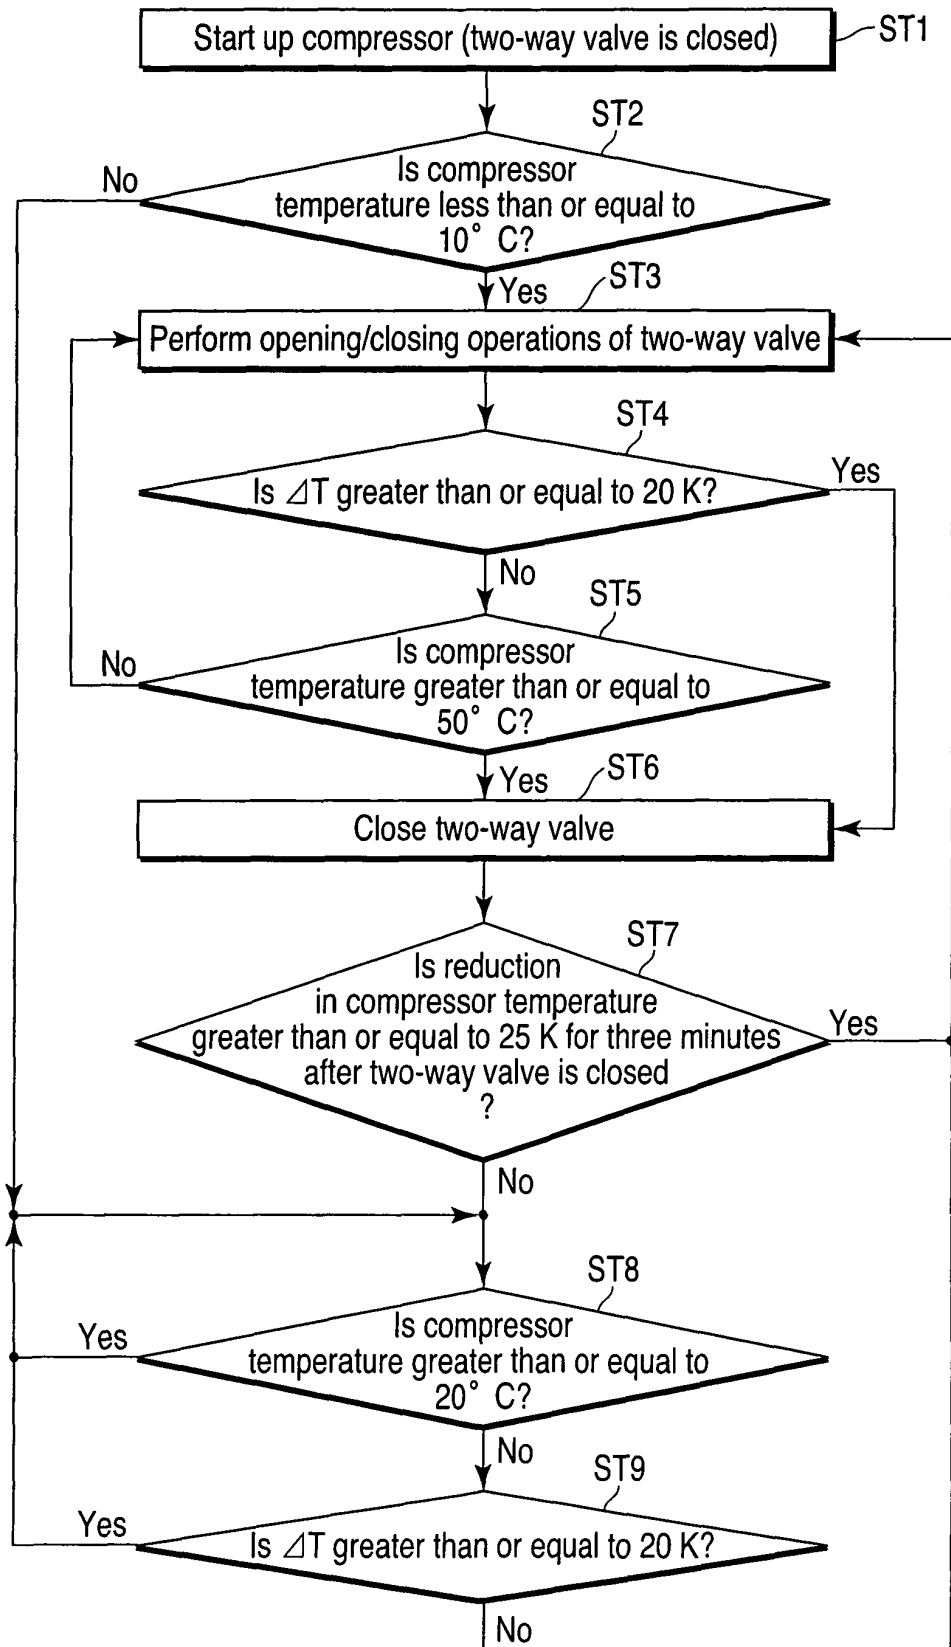 Start up compressor (two-way valve is closed)
ST1
ST2
No
Is compressor
temperature less than or equal to
10° C?
Yes
ST3
Perform opening/closing operations of two-way valve
ST4
Yes
Is ⊿T greater than or equal to 20 K?
No
ST5
No
Is compressor
temperature greater than or equal to
50° C?
Yes
ST6
Close two-way valve
ST7
Is reduction
in compressor temperature
greater than or equal to 25 K for three minutes
after two-way valve is closed
?
Yes
No
ST8
Yes
Is compressor
temperature greater than or equal to
20° C?
No
ST9
Yes
Is ⊿T greater than or equal to 20 K?
No